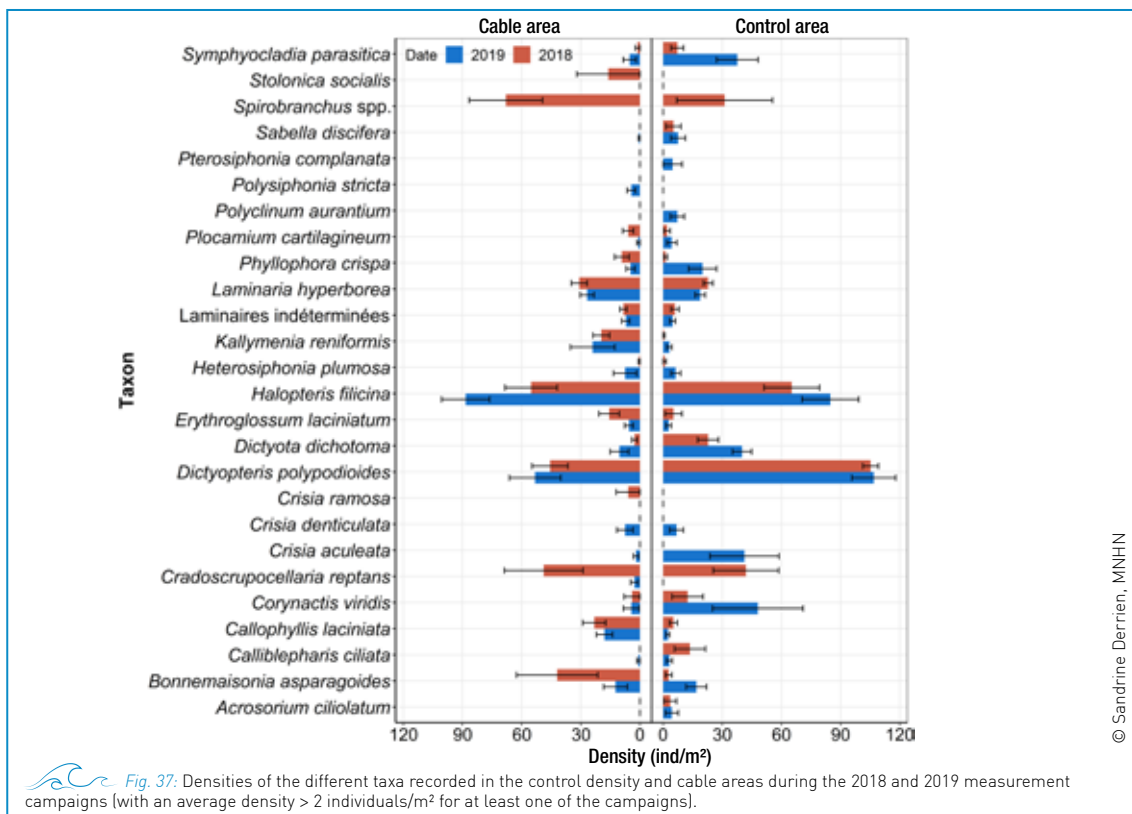 Cable area
Control area
Date 2019 2018
Taxon
Symphyocladia parasitica
Stolonica socialis
Spirobranchus spp.
Sabella discifera
Pterosiphonia complanata
Polysiphonia stricta
Polyclinum aurantium
Plocamium cartilagineum
Phyllophora crispa
Laminaria hyperborea
Laminaires indéterminées
Kallymenia reniformis
Heterosiphonia plumosa
Halopteris filicina
Erythroglossum laciniatum
Dictyota dichotoma
Dictyopteris polypodioides
Crisia ramosa
Crisia denticulata
Crisia aculeata
Cradoscrupocellaria reptans
Corynactis viridis
Callophyllis laciniata
Calliblepharis ciliata
Bonnemaisonia asparagoides
Acrosorium ciliolatum
120 90 60 30 0 0 30 60 90 120
Density (ind/m²)
© Sandrine Derrien, MNHN
Fig. 37: Densities of the different taxa recorded in the control density and cable areas during the 2018 and 2019 measurement
campaigns (with an average density > 2 individuals/m² for at least one of the campaigns).